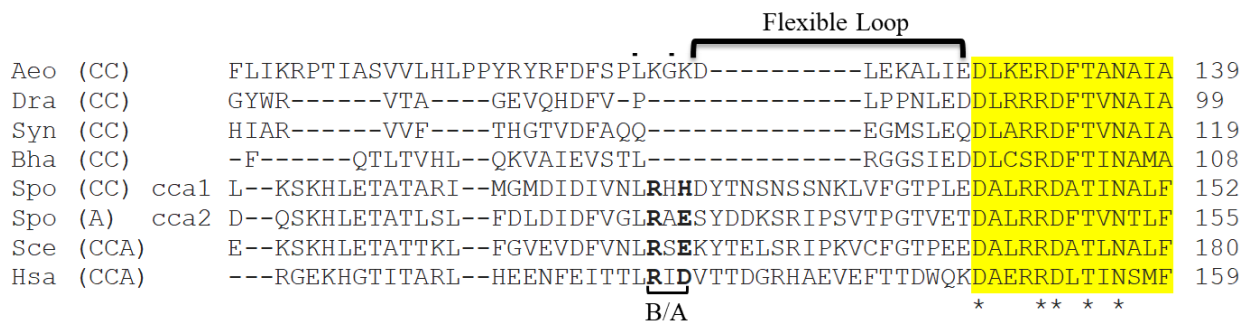 Flexible Loop
. .
Aeo (CC) FLIKRPTIASVVLHLPPYRYRFDFSPLKGKD----------LEKALIEDLKERDFTANAIA 139
Dra (CC) GYWR------VTA----GEVQHDFV-P-------------LPPNLEDDLRRRDFTVNAIA 99
Syn (CC) HIAR------VVF----THGTVDFAQQ-------------EGMSLEQDLARRDFTVNAIA 119
Bha (CC) -F------QTLTVHL--QKVAIEVSTL-------------RGGSIEDDLCSRDFTINAMA 108
Spo (CC) cca1 L--KSKHLETATARI--MGMDIDIVNLRHHDYTNSNSSNKLVFGTPLEDALRRDATINALF 152
Spo (A) cca2 D--QSKHLETATLSL--FDLDIDFVGLRAESYDDKSRIPSVTPGTVETDALRRDFTVNTLF 155
Sce (CCA) E--KSKHLETATTKL--FGVEVDFVNLRSEKYTELSRIPKVCFGTPEEDALRRDATLNALF 180
Hsa (CCA) ---RGEKHGTITARL--HEENFEITTLRIDVTTDGRHAEVEFTTDWQKDAERRDLTINSMF 159
* ** * *
B/A